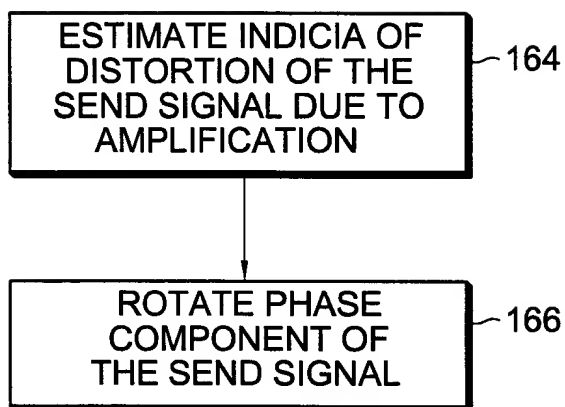 ESTIMATE INDICIA OF
DISTORTION OF THE
SEND SIGNAL DUE TO
AMPLIFICATION
164
ROTATE PHASE
COMPONENT OF
THE SEND SIGNAL
166